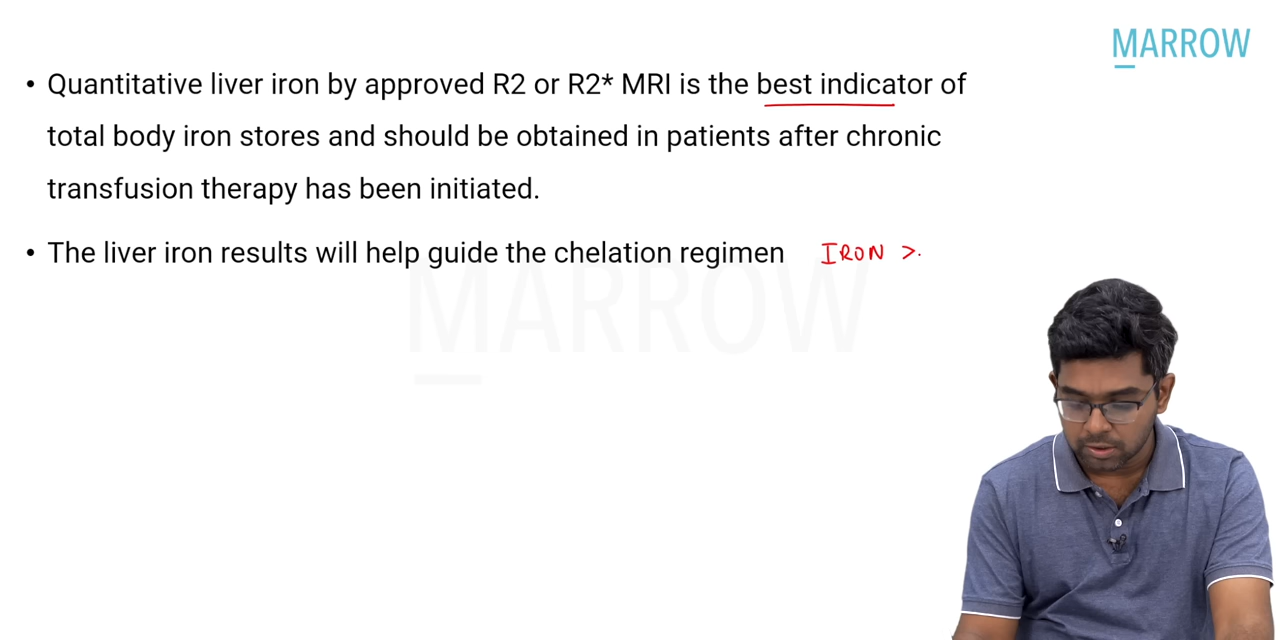 MARROW
• Quantitative liver iron by approved R2 or R2* MRI is the best indicator of
total body iron stores and should be obtained in patients after chronic
transfusion therapy has been initiated.
• The liver iron results will help guide the chelation regimen IRON >
MARROW